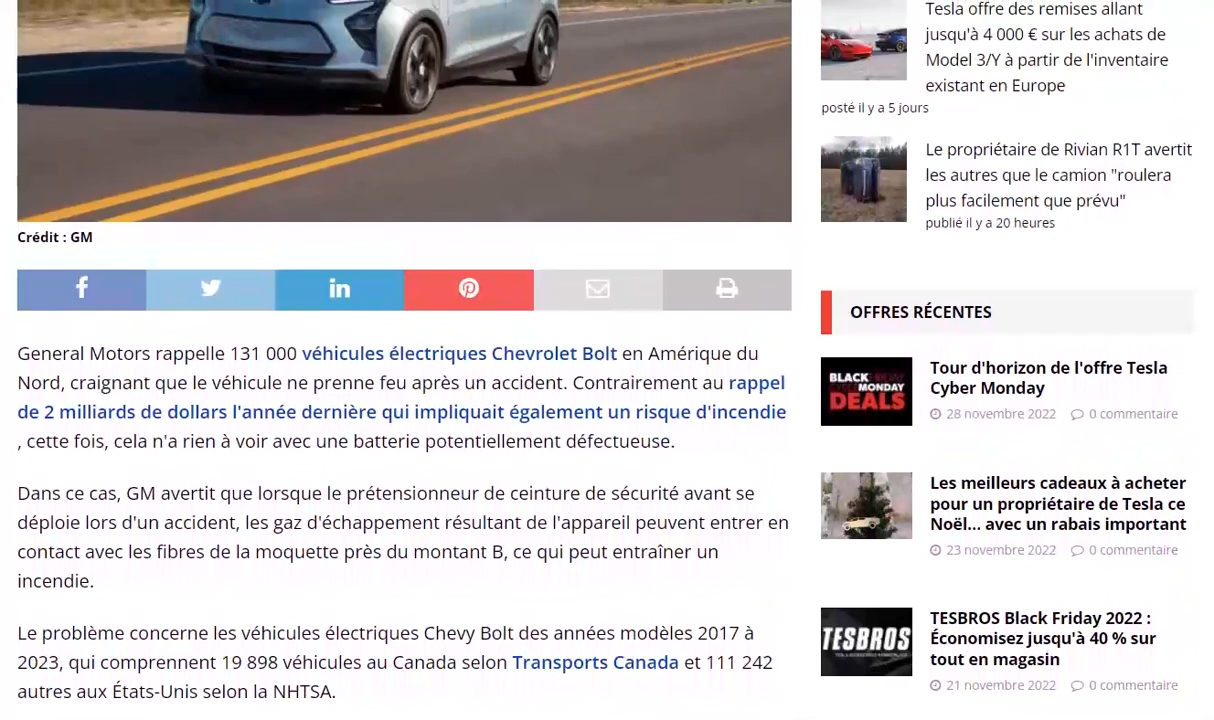 Crédit : GM
General Motors rappelle 131 000 véhicules électriques Chevrolet Bolt en Amérique du
Nord, craignant que le véhicule ne prenne feu après un accident. Contrairement au rappel
de 2 milliards de dollars l'année dernière qui impliquait également un risque d'incendie
, cette fois, cela n'a rien à voir avec une batterie potentiellement défectueuse.
Dans ce cas, GM avertit que lorsque le prétensionneur de ceinture de sécurité avant se
déploie lors d'un accident, les gaz d'échappement résultant de l'appareil peuvent entrer en
contact avec les fibres de la moquette près du montant B, ce qui peut entraîner un
incendie.
Le problème concerne les véhicules électriques Chevy Bolt des années modèles 2017 à
2023, qui comprennent 19 898 véhicules au Canada selon Transports Canada et 111 242
autres aux États-Unis selon la NHTSA.
Tesla offre des remises allant
jusqu'à 4 000 € sur les achats de
Model 3/Y à partir de l'inventaire
existant en Europe
posté il y a 5 jours
Le propriétaire de Rivian R1T avertit
les autres que le camion "roulera
plus facilement que prévu"
publié il y a 20 heures
OFFRES RÉCENTES
BLACK FRIDAY
CYBER MONDAY
DEALS
Tour d'horizon de l'offre Tesla
Cyber Monday
28 novembre 2022 0 commentaire
Les meilleurs cadeaux à acheter
pour un propriétaire de Tesla ce
Noël... avec un rabais important
23 novembre 2022 0 commentaire
TESBROS
TESBROS Black Friday 2022 :
Économisez jusqu'à 40 % sur
tout en magasin
21 novembre 2022 0 commentaire